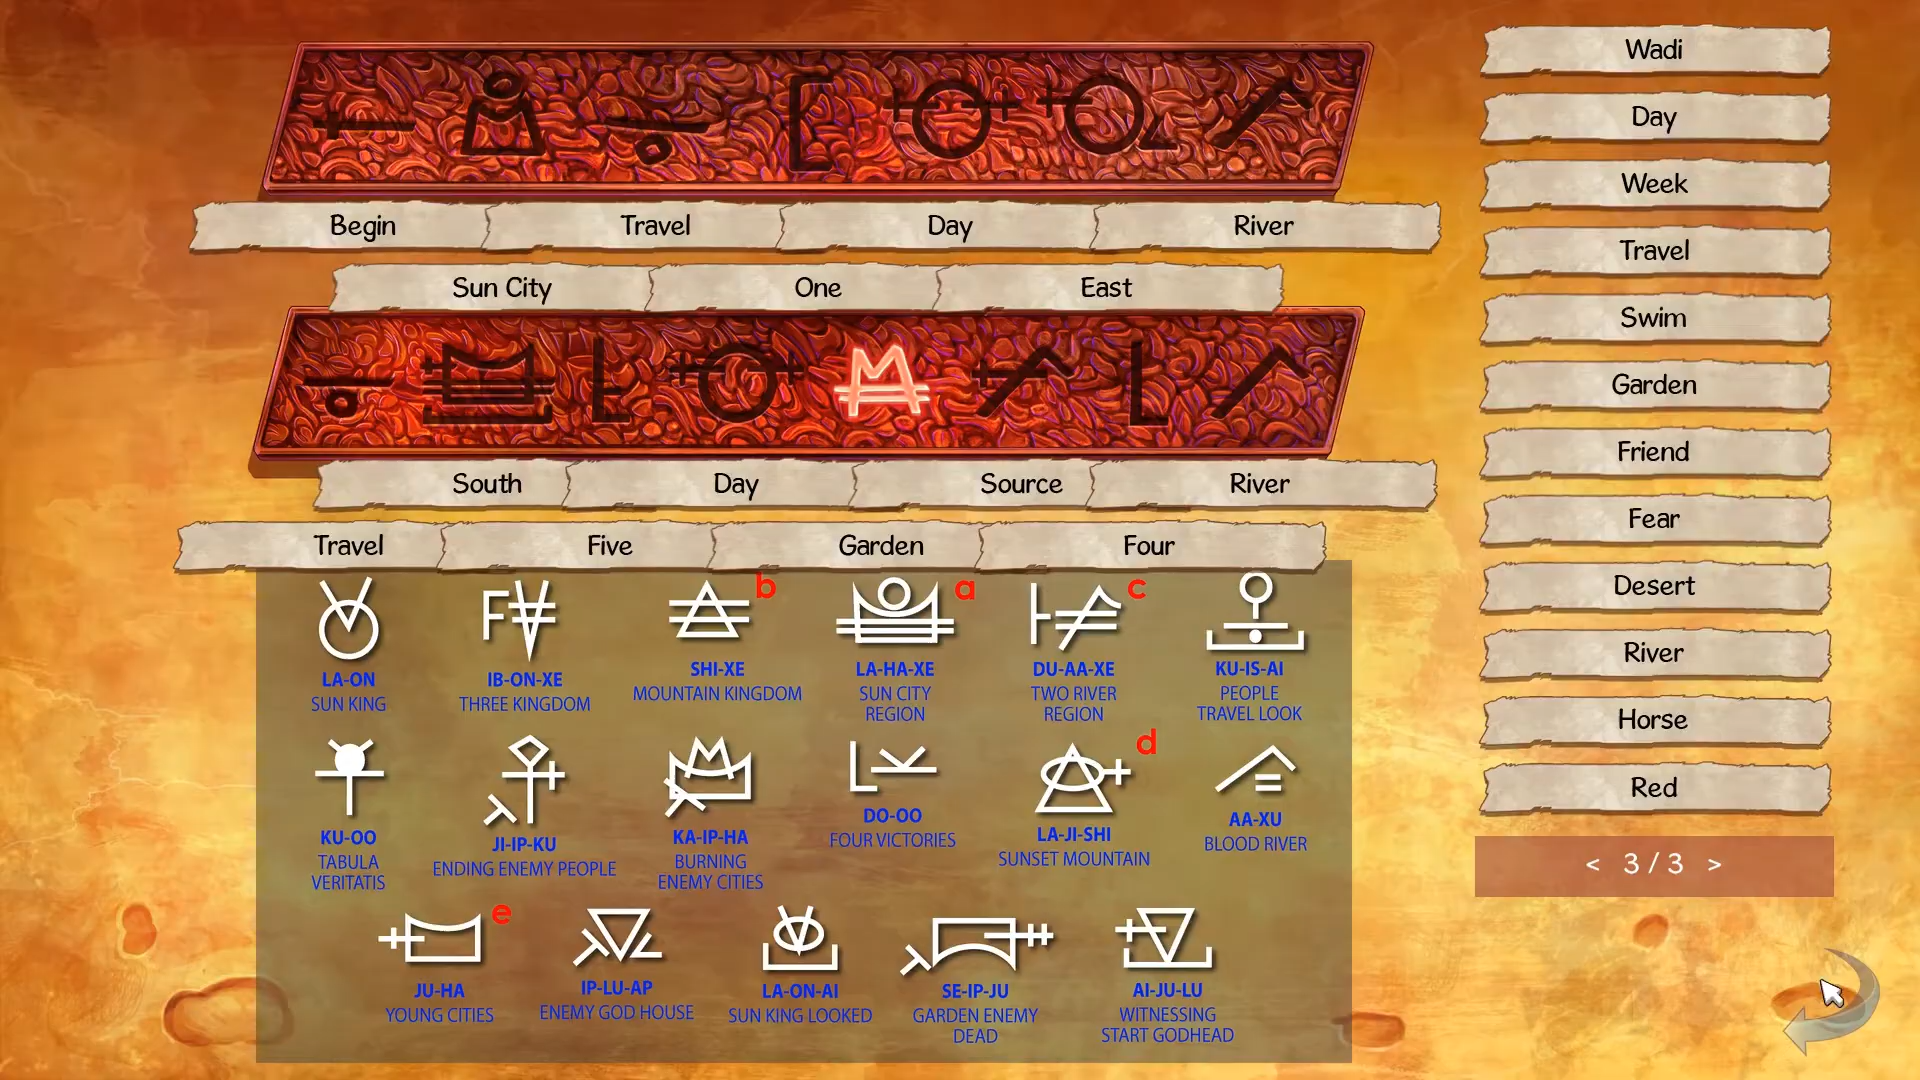 Begin Travel Day River
Sun City One East
South Day Source River
Travel Five Garden Four
b a c
LA-ON IB-ON-XE SHI-XE LA-HA-XE DU-AA-XE KU-IS-AI
SUN KING THREE KINGDOM MOUNTAIN KINGDOM SUN CITY TWO RIVER PEOPLE
REGION REGION TRAVEL LOOK
d
KU-OO JI-IP-KU KA-IP-HA DO-OO LA-JI-SHI AA-XU
TABULA ENDING ENEMY PEOPLE BURNING FOUR VICTORIES SUNSET MOUNTAIN BLOOD RIVER
VERITATIS ENEMY CITIES
e
JU-HA IP-LU-AP LA-ON-AI SE-IP-JU AI-JU-LU
YOUNG CITIES ENEMY GOD HOUSE SUN KING LOOKED GARDEN ENEMY WITNESSING
DEAD START GODHEAD
Wadi
Day
Week
Travel
Swim
Garden
Friend
Fear
Desert
River
Horse
Red
< 3 / 3 >